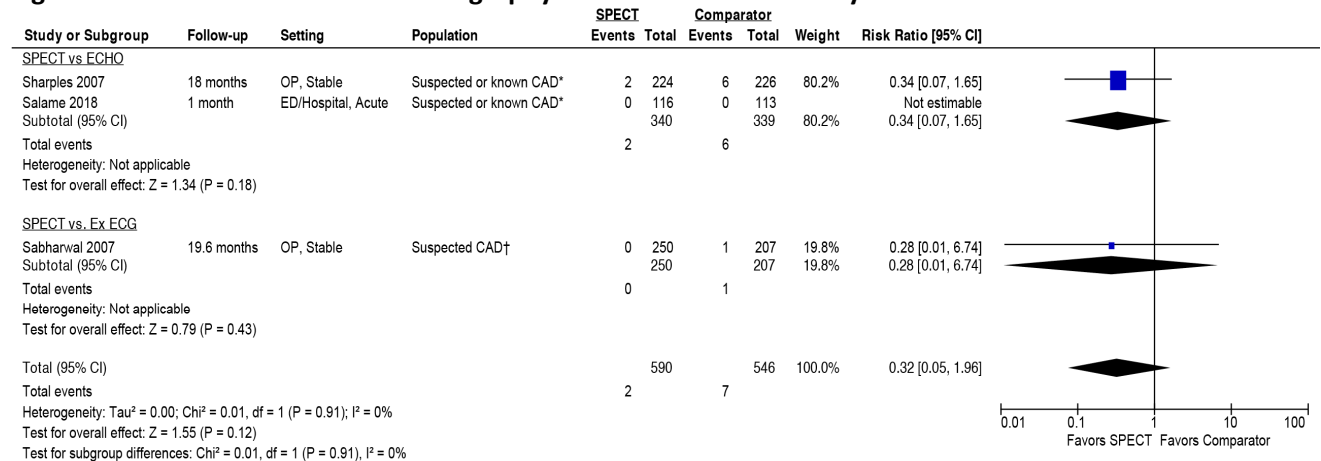 SPECT Comparator
Study or Subgroup Follow-up Setting Population Events Total Events Total Weight Risk Ratio [95% CI]
SPECT vs ECHO
Sharples 2007 18 months OP, Stable Suspected or known CAD* 2 224 6 226 80.2% 0.34 [0.07, 1.65]
Salame 2018 1 month ED/Hospital, Acute Suspected or known CAD* 0 116 0 113 Not estimable
Subtotal (95% CI) 340 339 80.2% 0.34 [0.07, 1.65]
Total events 2 6
Heterogeneity: Not applicable
Test for overall effect: Z = 1.34 (P = 0.18)
SPECT vs. Ex ECG
Sabharwal 2007 19.6 months OP, Stable Suspected CAD† 0 250 1 207 19.8% 0.28 [0.01, 6.74]
Subtotal (95% CI) 250 207 19.8% 0.28 [0.01, 6.74]
Total events 0 1
Heterogeneity: Not applicable
Test for overall effect: Z = 0.79 (P = 0.43)
Total (95% CI) 590 546 100.0% 0.32 [0.05, 1.96]
Total events 2 7
Heterogeneity: Tau² = 0.00; Chi² = 0.01, df = 1 (P = 0.91); I² = 0%
Test for overall effect: Z = 1.55 (P = 0.12)
Test for subgroup differences: Chi² = 0.01, df = 1 (P = 0.91), I² = 0%
0.01 0.1 1 10 100
Favors SPECT Favors Comparator